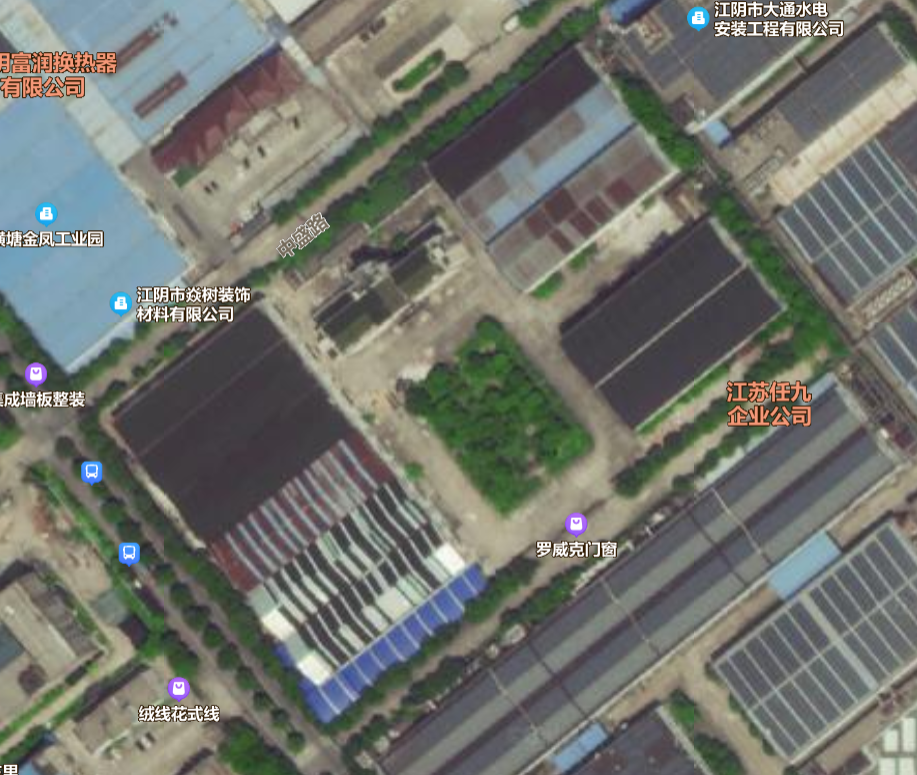 江阴市大通水电
安装工程有限公司
阴富润换热器
有限公司
横塘金凤工业园
中盛路
江阴市焱树装饰
材料有限公司
集成墙板整装
江苏任九
企业公司
罗威克门窗
绒线花式线